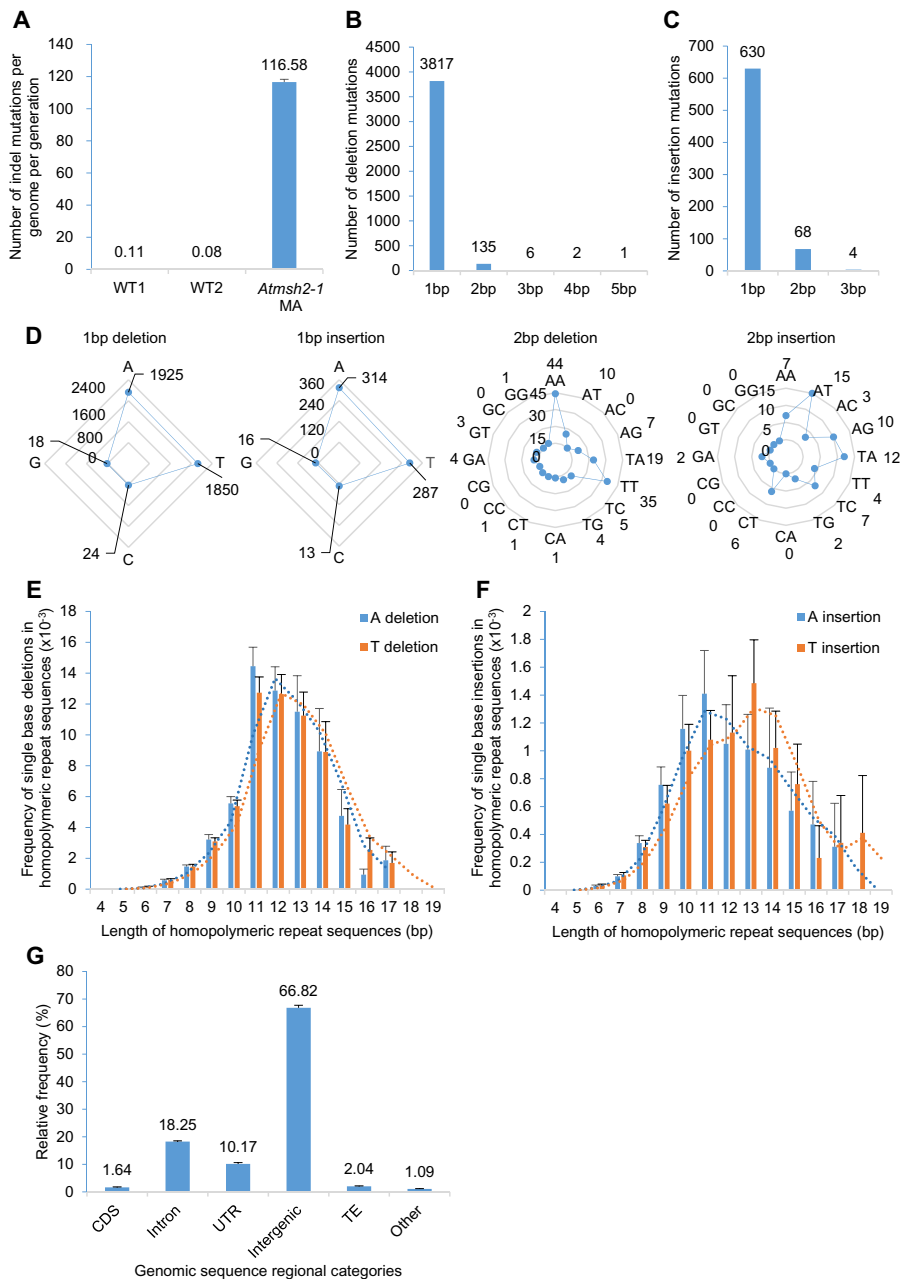 A
Number of indel mutations per
genome per generation
140
120
100
80
60
40
20
0
0.11
0.08
116.58
WT1
WT2
Atmsh2-1
MA
B
Number of deletion mutations
4500
4000
3500
3000
2500
2000
1500
1000
500
0
3817
135
6
2
1
1bp
2bp
3bp
4bp
5bp
C
Number of insertion mutations
700
600
500
400
300
200
100
0
630
68
4
1bp
2bp
3bp
D
1bp deletion
A
1925
2400
1600
800
0
18
G
T
1850
24
C
1bp insertion
A
314
360
240
120
0
16
G
T
287
13
C
2bp deletion
44
AA
45
30
15
0
10
AT
0
AC
7
AG
TA 19
TT
35
TC
5
TG
4
CA
1
CT
1
CC
1
CG
0
4 GA
GT
3
GC
0
GG
1
2bp insertion
7
AA
15
10
5
0
AT
15
AC
3
AG
10
TA
12
TT
4
TC
7
TG
2
CA
0
CT
6
CC
0
CG
0
2 GA
GT
0
GC
0
GG
0
E
Frequency of single base deletions in
homopolymeric repeat sequences (x10-3)
18
16
14
12
10
8
6
4
2
0
A deletion
T deletion
4 5 6 7 8 9 10 11 12 13 14 15 16 17 18 19
Length of homopolymeric repeat sequences (bp)
F
Frequency of single base insertions in
homopolymeric repeat sequences (x10-3)
2
1.8
1.6
1.4
1.2
1
0.8
0.6
0.4
0.2
0
A insertion
T insertion
4 5 6 7 8 9 10 11 12 13 14 15 16 17 18 19
Length of homopolymeric repeat sequences (bp)
G
Relative frequency (%)
80
70
60
50
40
30
20
10
0
1.64
18.25
10.17
66.82
2.04
1.09
CDS
Intron
UTR
Intergenic
TE
Other
Genomic sequence regional categories